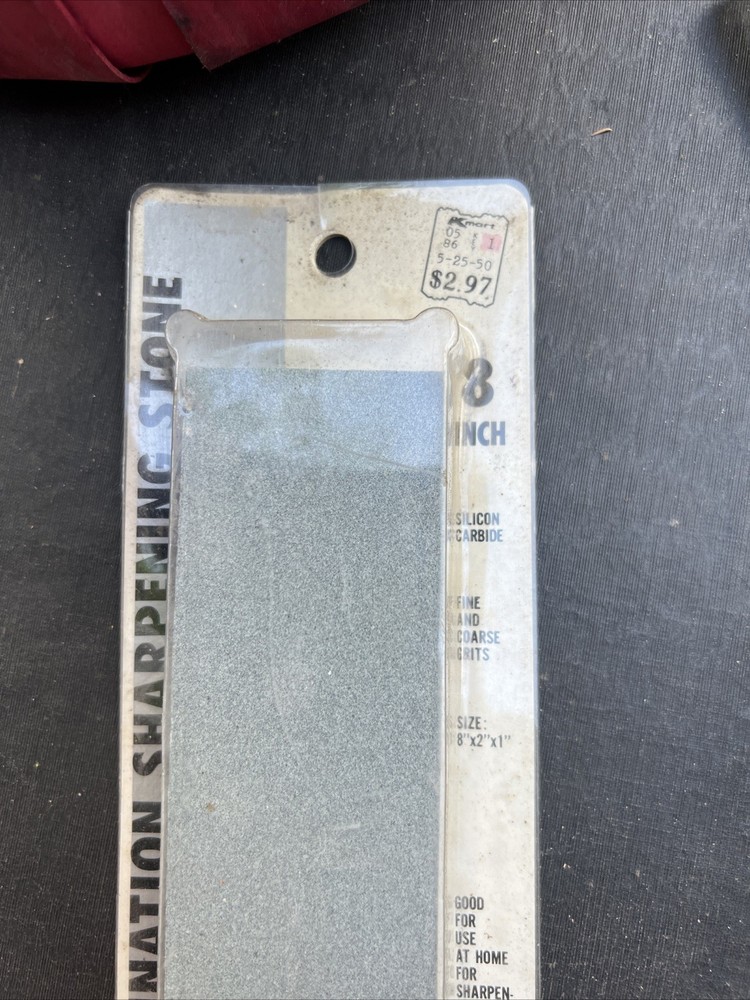 Kmart
05
86 1
5-25-50
$2.97
NATION SHARPENING STONE
8
INCH
SILICON
CARBIDE
FINE
AND
COARSE
GRITS
SIZE:
8"x2"x1"
GOOD
FOR
USE
AT HOME
FOR
SHARPEN-